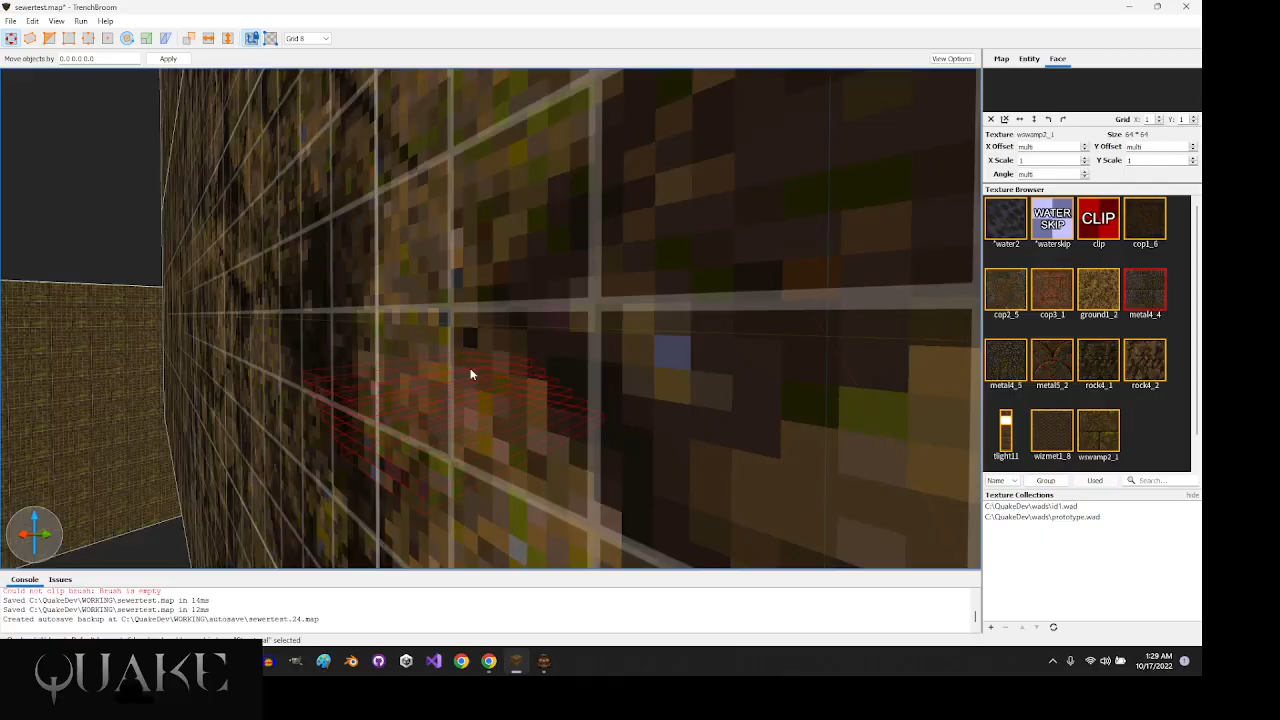 sewertest.map* - TrenchBroom
File Edit View Run Help
Grid 8
Move objects by 0.0 0.0 0.0 Apply View Options
Map Entity Face
Grid X: 1 Y: 1
Texture wswamp2_1 Size 64 * 64
X Offset multi Y Offset multi
X Scale 1 Y Scale 1
Angle multi
Texture Browser
WATER SKIP CLIP
*water2 *waterskip clip cop1_6
cop2_5 cop3_1 ground1_2 metal4_4
metal4_5 metal5_2 rock4_1 rock4_2
tlight11 wizmet1_8 wswamp2_1
Name Group Used Search...
Texture Collections hide
C:\QuakeDev\wads\id1.wad
C:\QuakeDev\wads\prototype.wad
Console Issues
Could not clip brush: Brush is empty
Saved C:\QuakeDev\WORKING\sewertest.map in 14ms
Saved C:\QuakeDev\WORKING\sewertest.map in 12ms
Created autosave backup at C:\QuakeDev\WORKING\autosave\sewertest.24.map
selected
QUAKE
1:29 AM
10/17/2022